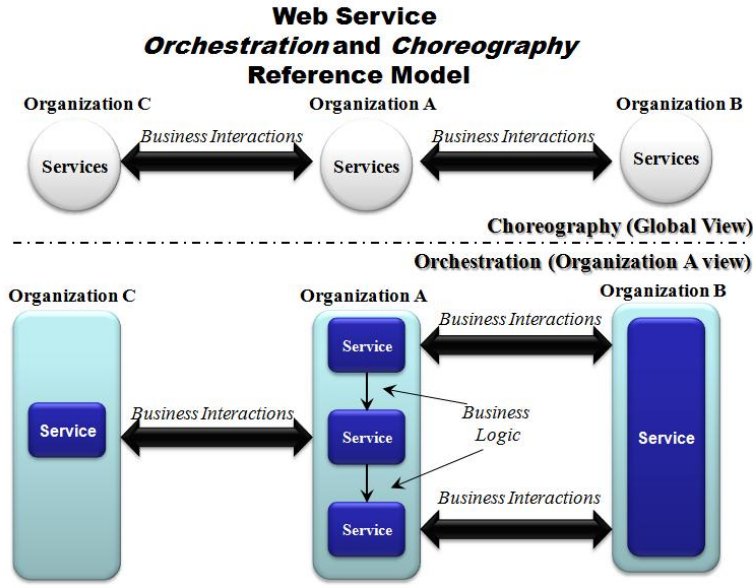 Web Service
Orchestration and Choreography
Reference Model
Organization C
Organization A
Organization B
Business Interactions
Business Interactions
Services
Services
Services
Choreography (Global View)
Orchestration (Organization A view)
Organization C
Organization A
Organization B
Service
Business Interactions
Service
Business Interactions
Service
Business
Logic
Service
Service
Business Interactions